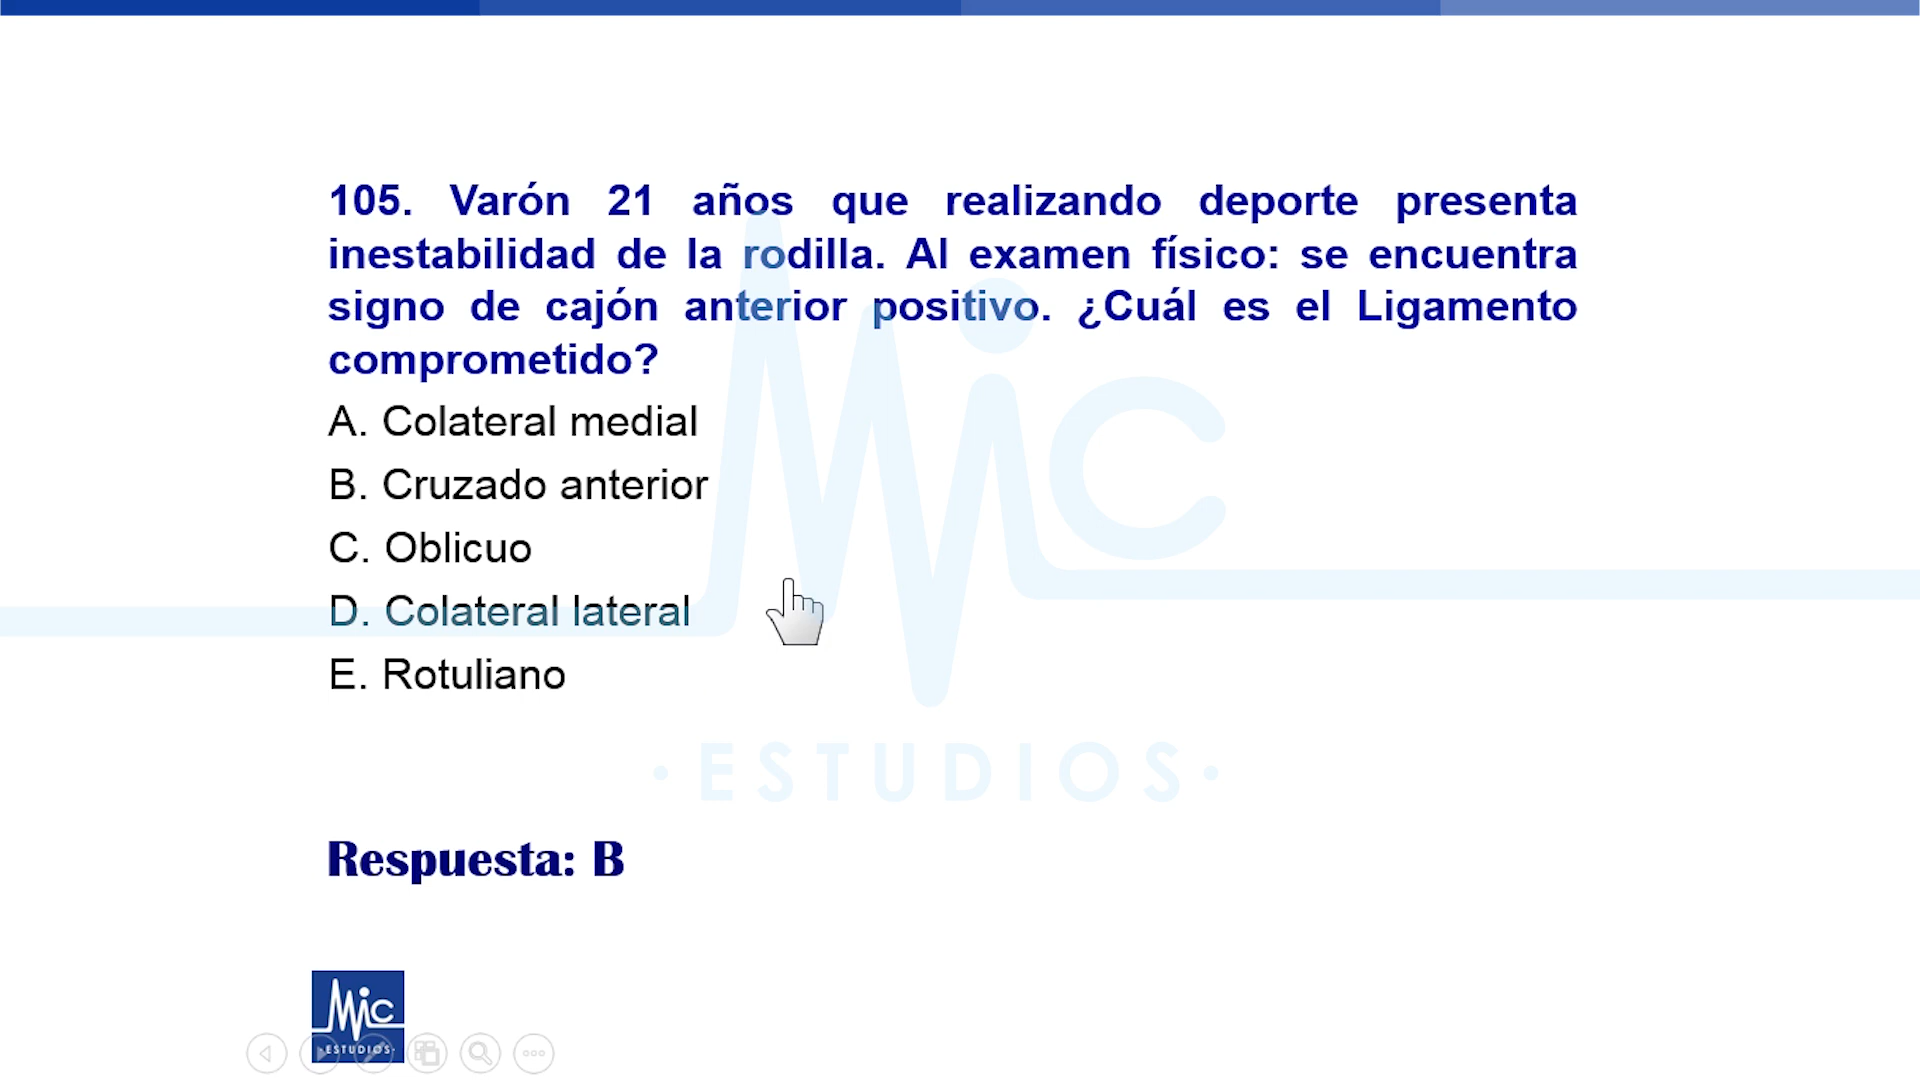 105. Varón 21 años que realizando deporte presenta
inestabilidad de la rodilla. Al examen físico: se encuentra
signo de cajón anterior positivo. ¿Cuál es el Ligamento
comprometido?
A. Colateral medial
B. Cruzado anterior
C. Oblicuo
D. Colateral lateral
E. Rotuliano
Mic
·ESTUDIOS·
Respuesta: B
Mic
·ESTUDIOS·